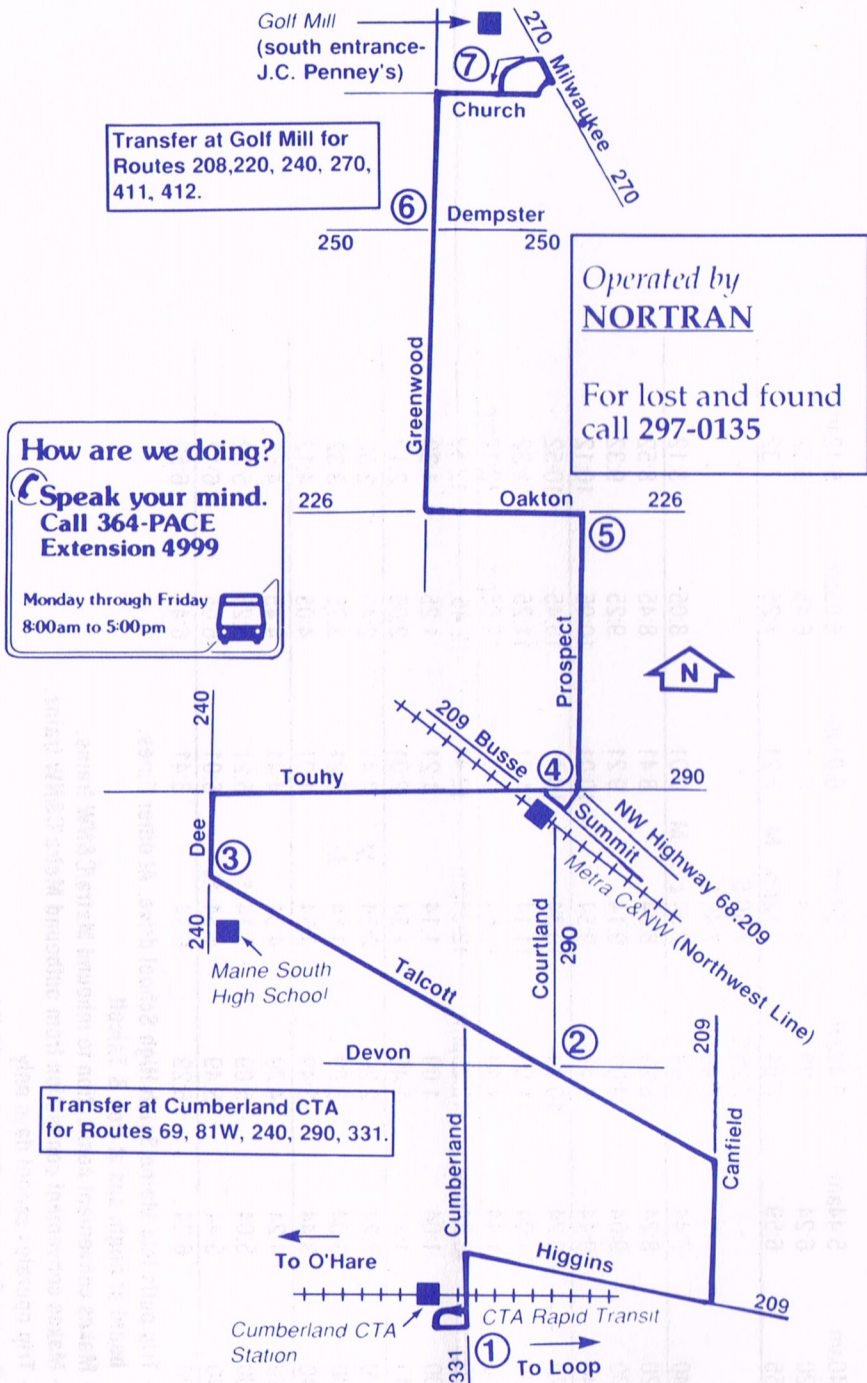 Golf Mill
(south entrance-
J.C. Penney's)
270 Milwaukee 270
7
Church
Transfer at Golf Mill for
Routes 208,220, 240, 270,
411, 412.
6
Dempster
250
250
Operated by
NORTRAN
For lost and found
call 297-0135
Greenwood
How are we doing?
Speak your mind.
Call 364-PACE
Extension 4999
Monday through Friday
8:00am to 5:00pm
226
Oakton
226
5
Prospect
N
240
209 Busse
4
Touhy
290
Dee
3
Summit
NW Highway 68.209
Metra C&NW (Northwest Line)
240
Maine South
High School
Talcott
Courtland
290
209
Devon
2
Canfield
Transfer at Cumberland CTA
for Routes 69, 81W, 240, 290, 331.
Cumberland
To O'Hare
Higgins
209
CTA Rapid Transit
Cumberland CTA
Station
331
1
To Loop